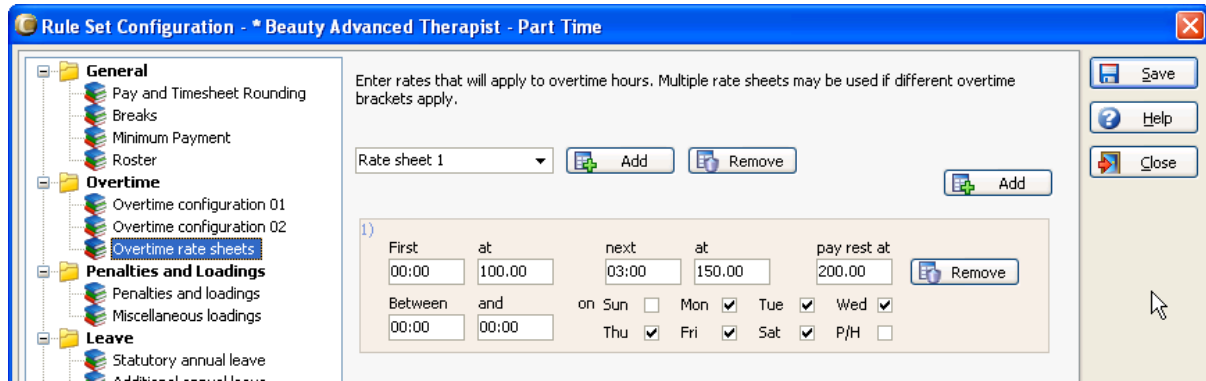 Rule Set Configuration - * Beauty Advanced Therapist - Part Time
General
Pay and Timesheet Rounding
Breaks
Minimum Payment
Roster
Overtime
Overtime configuration 01
Overtime configuration 02
Overtime rate sheets
Penalties and Loadings
Penalties and loadings
Miscellaneous loadings
Leave
Statutory annual leave
Additional annual leave
Enter rates that will apply to overtime hours. Multiple rate sheets may be used if different overtime
brackets apply.
Rate sheet 1 Add Remove
Add
1)
First at next at pay rest at
00:00 100.00 03:00 150.00 200.00 Remove
Between and on Sun Mon Tue Wed
00:00 00:00 Thu Fri Sat P/H
Save
Help
Close